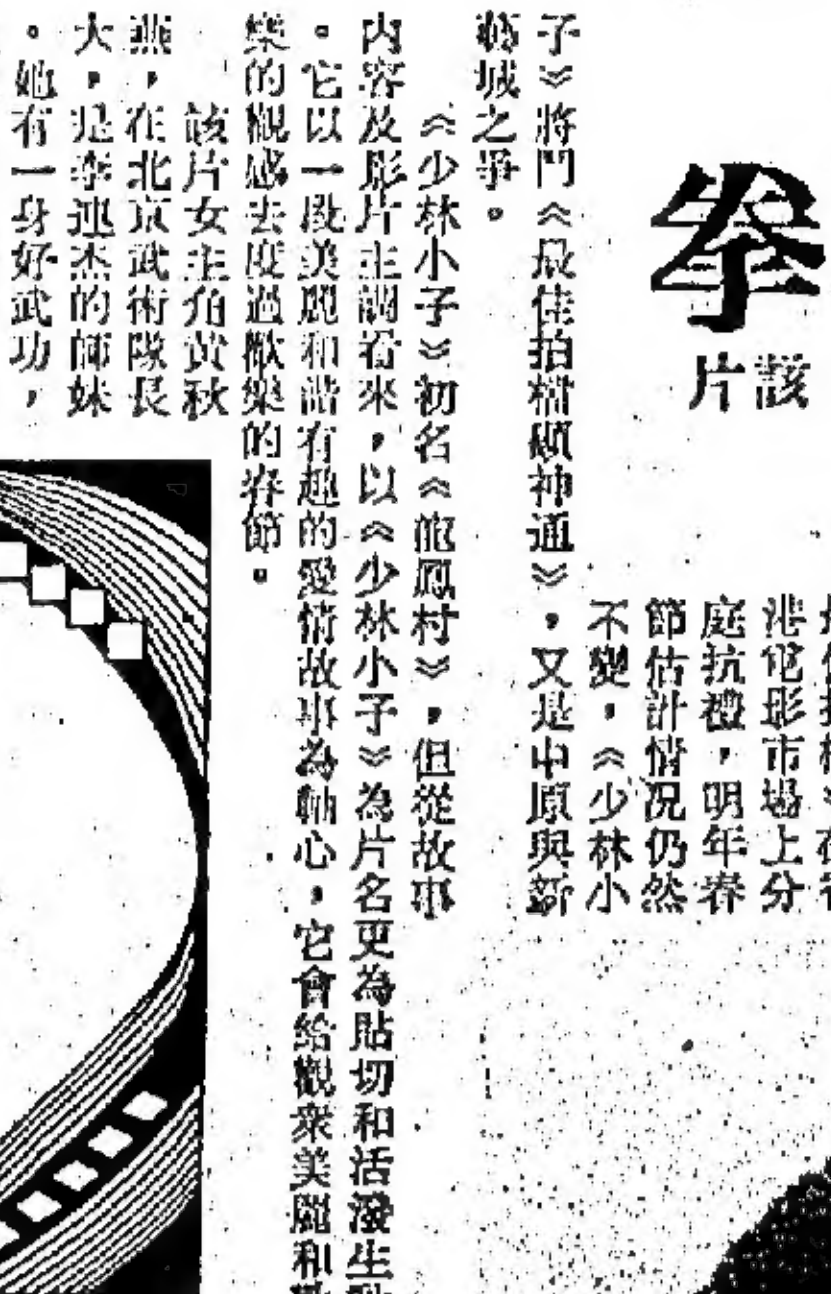 拳
該片
港電影市場上分
庭抗禮，明年春
節估計情況仍然
不變，《少林小
子》將鬥《最佳拍檔顯神通》，又是中原與新
藝城之爭。
《少林小子》初名《龍鳳村》，但從故事
內容及影片主調看來，以《少林小子》為片名更為貼切和活潑生動
。它以一段美麗和諧有趣的愛情故事為軸心，它會給觀衆美麗和歡
樂的觀感去度過歡樂的春節。
該片女主角黃秋
燕，在北京武術隊長
大，是李連杰的師妹
。她有一身好武功，